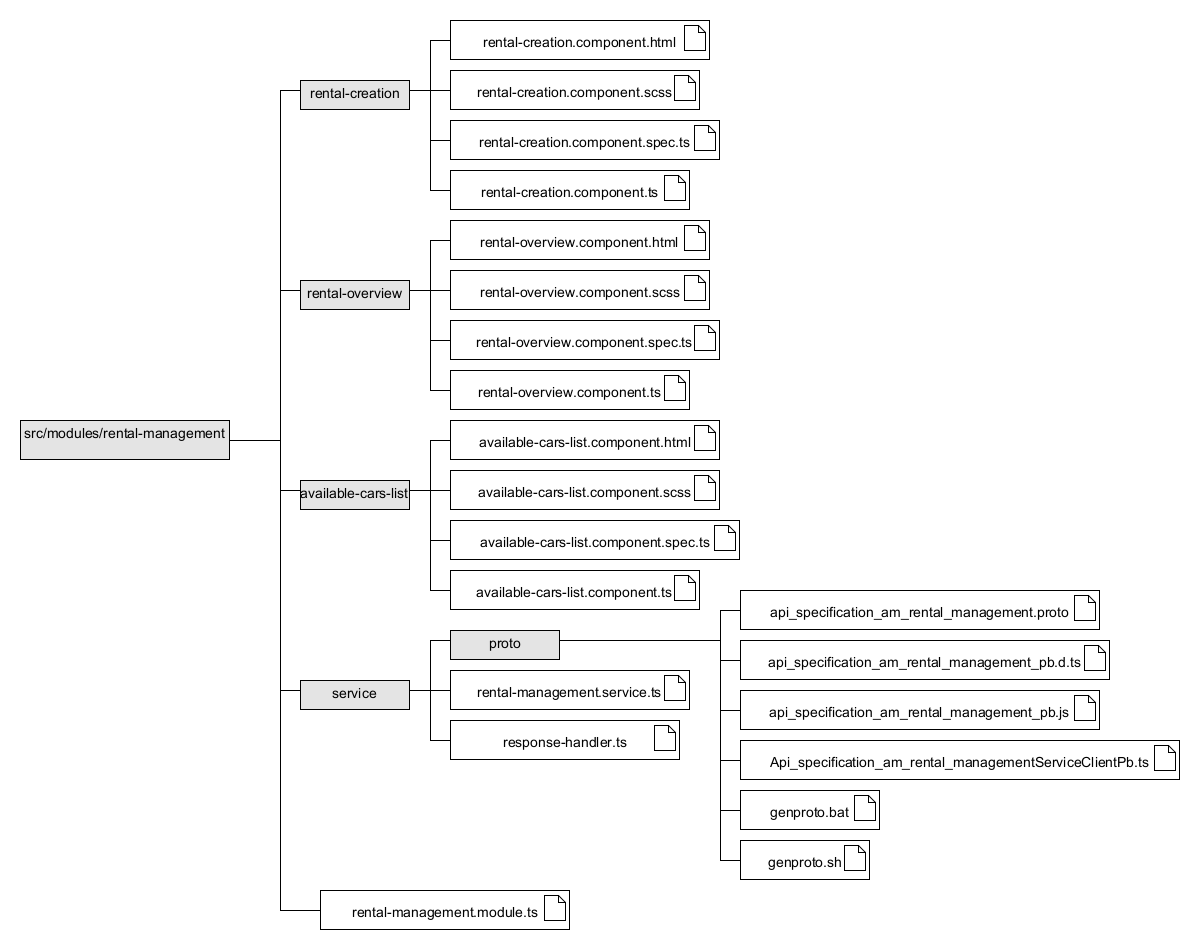 src/modules/rental-management
rental-creation
rental-creation.component.html
rental-creation.component.scss
rental-creation.component.spec.ts
rental-creation.component.ts
rental-overview
rental-overview.component.html
rental-overview.component.scss
rental-overview.component.spec.ts
rental-overview.component.ts
available-cars-list
available-cars-list.component.html
available-cars-list.component.scss
available-cars-list.component.spec.ts
available-cars-list.component.ts
service
proto
api_specification_am_rental_management.proto
api_specification_am_rental_management_pb.d.ts
api_specification_am_rental_management_pb.js
Api_specification_am_rental_managementServiceClientPb.ts
genproto.bat
genproto.sh
rental-management.service.ts
response-handler.ts
rental-management.module.ts